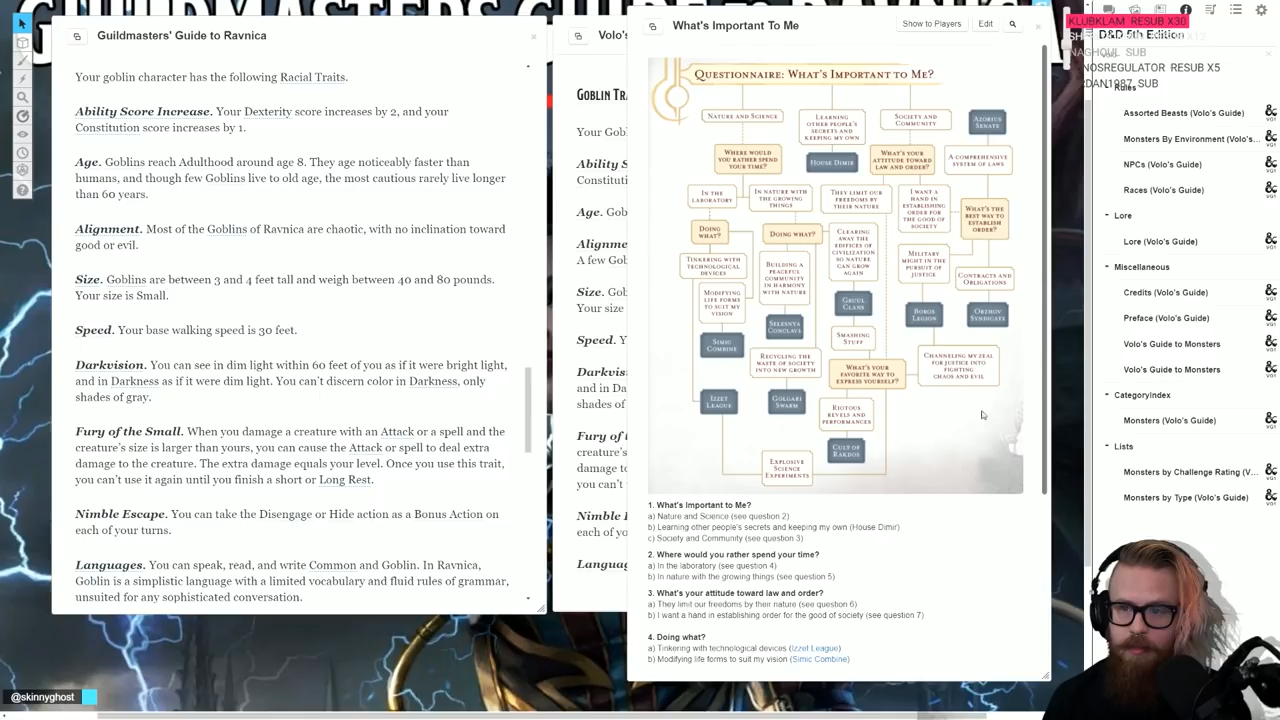 Guildmasters' Guide to Ravnica
Your goblin character has the following Racial Traits.
Ability Score Increase. Your Dexterity score increases by 2, and your
Constitution score increases by 1.
Age. Goblins reach Adulthood around age 8. They age noticeably faster than
humans, and though few Goblins live to old age, the most cautious rarely live longer
than 60 years.
Alignment. Most of the Goblins of Ravnica are chaotic, with no inclination toward
good or evil.
Size. Goblins are between 3 and 4 feet tall and weigh between 40 and 80 pounds.
Your size is Small.
Speed. Your base walking speed is 30 feet.
Darkvision. You can see in dim light within 60 feet of you as if it were bright light,
and in Darkness as if it were dim light. You can't discern color in Darkness, only
shades of gray.
Fury of the Small. When you damage a creature with an Attack or a spell and the
creature's size is larger than yours, you can cause the Attack or spell to deal extra
damage to the creature. The extra damage equals your level. Once you use this trait,
you can't use it again until you finish a short or Long Rest.
Nimble Escape. You can take the Disengage or Hide action as a Bonus Action on
each of your turns.
Languages. You can speak, read, and write Common and Goblin. In Ravnica,
Goblin is a simplistic language with a limited vocabulary and fluid rules of grammar,
unsuited for any sophisticated conversation.
Volo's
Goblin Tra
Your Gob
Ability S
Constituti
Age. Gob
Alignme
A few Gob
Size. Gob
Your size
Speed. Y
Darkvis
and in Da
shades of
Fury of t
creature's
damage to
you can't
Nimble E
each of yo
Languag
What's Important To Me
Show to Players
Edit
Questionnaire: What's Important to Me?
Nature and Science
Learning
other people's
secrets and
keeping my own
Society and
Community
Azorius
Senate
Where would
you rather spend
your time?
House Dimir
What's your
attitude toward
law and order?
A comprehensive
system of laws
In the
laboratory
In nature with
the growing
things
They limit our
freedoms by
their nature
I want a
hand in
establishing
order for
the good of
society
What's the
best way to
establish
order?
Doing
what?
Doing what?
Clearing
away the
edifices of
civilization
so nature
can grow
again
Tinkering with
technological
devices
Building a
peaceful
community
in harmony
with nature
Military
might in the
pursuit of
justice
Contracts and
obligations
Modifying
life forms
to suit my
vision
Gruul
Clans
Boros
Legion
Orzhov
Syndicate
Selesnya
Conclave
Simic
Combine
Smashing
stuff
Recycling the
waste of society
into new growth
What's your
favorite way to
express yourself?
Channeling my zeal
for justice into
fighting
chaos and evil
Izzet
League
Golgari
Swarm
Riotous
revels and
performances
Cult of
Rakdos
Explosive
science
experiments
1. What's Important to Me?
a) Nature and Science (see question 2)
b) Learning other people's secrets and keeping my own (House Dimir)
c) Society and Community (see question 3)
2. Where would you rather spend your time?
a) In the laboratory (see question 4)
b) In nature with the growing things (see question 5)
3. What's your attitude toward law and order?
a) They limit our freedoms by their nature (see question 6)
b) I want a hand in establishing order for the good of society (see question 7)
4. Doing what?
a) Tinkering with technological devices (Izzet League)
b) Modifying life forms to suit my vision (Simic Combine)
KLUBKLAM RESUB X30
D&D 5th Edition
NAGHOUL SUB
NOSREGULATOR RESUB X5
DAN1987 SUB
Rules
Assorted Beasts (Volo's Guide)
Monsters By Environment (Volo's...
NPCs (Volo's Guide)
Races (Volo's Guide)
Lore
Lore (Volo's Guide)
Miscellaneous
Credits (Volo's Guide)
Preface (Volo's Guide)
Volo's Guide to Monsters
Volo's Guide to Monsters
CategoryIndex
Monsters (Volo's Guide)
Lists
Monsters by Challenge Rating (V...
Monsters by Type (Volo's Guide)
@skinnyghost